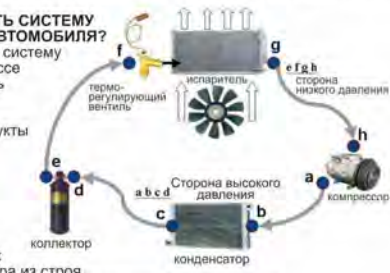 ТЬ СИСТЕМУ
ВТОМОБИЛЯ?
систему
ссе
ь
укты
ра из строя
f
термо-
регулирующий
вентиль
испаритель
g
e f g h
сторона
низкого давления
h
a
компрессор
e
d
коллектор
a b c d
Сторона высокого
давления
c
b
конденсатор